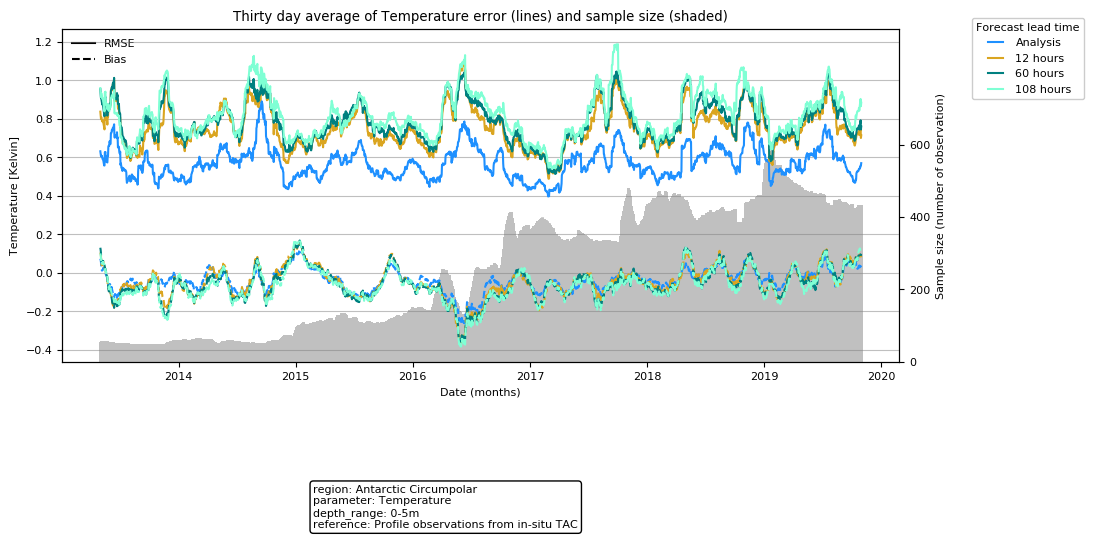 Thirty day average of Temperature error (lines) and sample size (shaded)
Forecast lead time
Analysis
12 hours
60 hours
108 hours
RMSE
Bias
Temperature [Kelvin]
1.2
1.0
0.8
0.6
0.4
0.2
0.0
−0.2
−0.4
Sample size (number of observation)
600
400
200
0
2014 2015 2016 2017 2018 2019 2020
Date (months)
region: Antarctic Circumpolar
parameter: Temperature
depth_range: 0-5m
reference: Profile observations from in-situ TAC